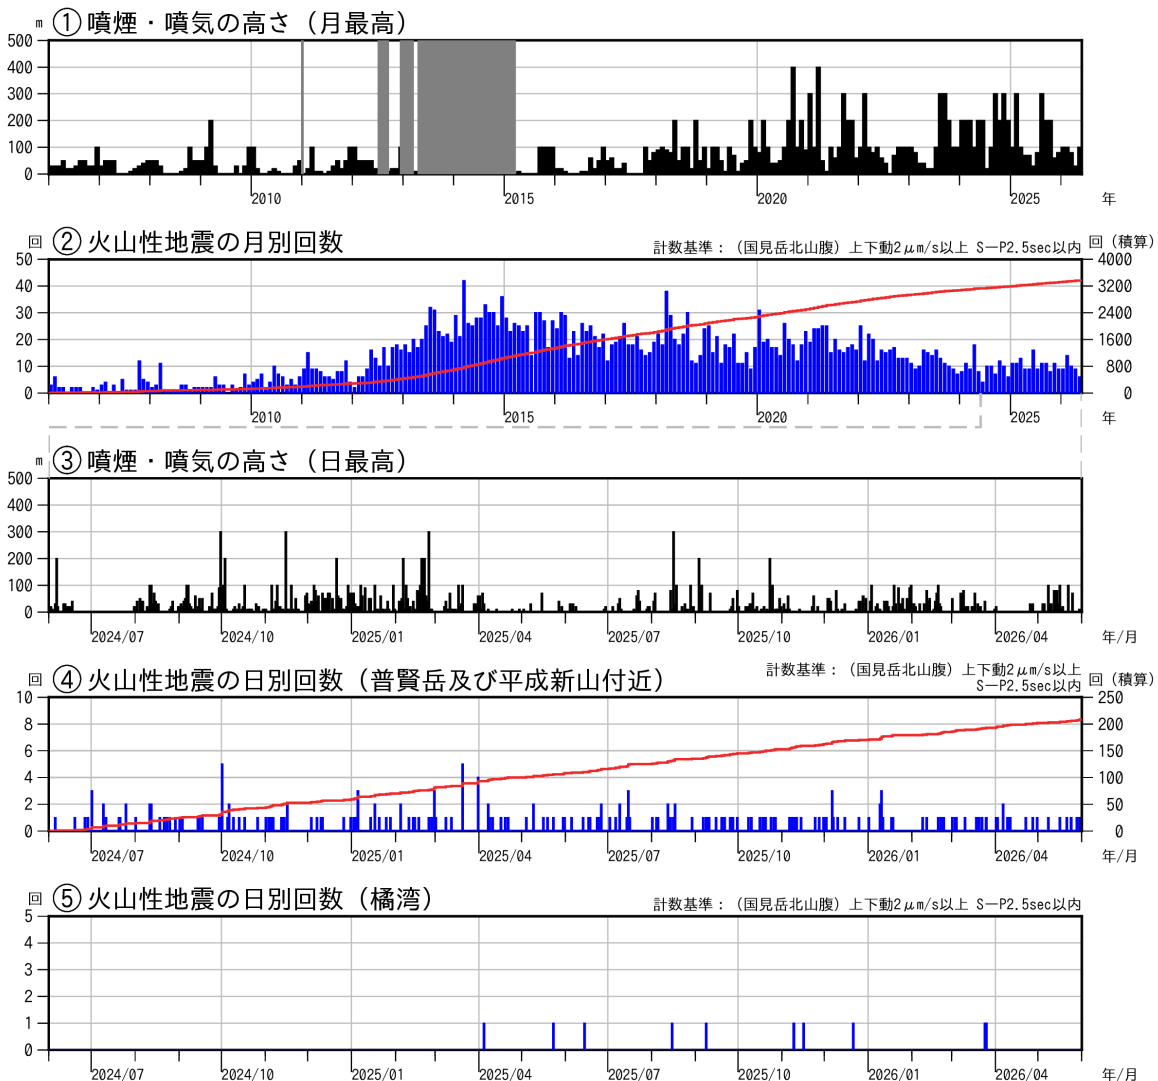 m ①噴煙・噴気の高さ（月最高）
500
400
300
200
100
0
2010 2015 2020 2025 年
回 ②火山性地震の月別回数 計数基準：（国見岳北山腹）上下動2μm/s以上 S−P2.5sec以内 回（積算）
50 4000
40 3200
30 2400
20 1600
10 800
0 0
2010 2015 2020 2025 年
m ③噴煙・噴気の高さ（日最高）
500
400
300
200
100
0
2024/07 2024/10 2025/01 2025/04 2025/07 2025/10 2026/01 2026/04 年/月
回 ④火山性地震の日別回数（普賢岳及び平成新山付近） 計数基準：（国見岳北山腹）上下動2μm/s以上
S−P2.5sec以内 回（積算）
10 250
8 200
6 150
4 100
2 50
0 0
2024/07 2024/10 2025/01 2025/04 2025/07 2025/10 2026/01 2026/04 年/月
回 ⑤火山性地震の日別回数（橘湾） 計数基準：（国見岳北山腹）上下動2μm/s以上 S−P2.5sec以内
5
4
3
2
1
0
2024/07 2024/10 2025/01 2025/04 2025/07 2025/10 2026/01 2026/04 年/月